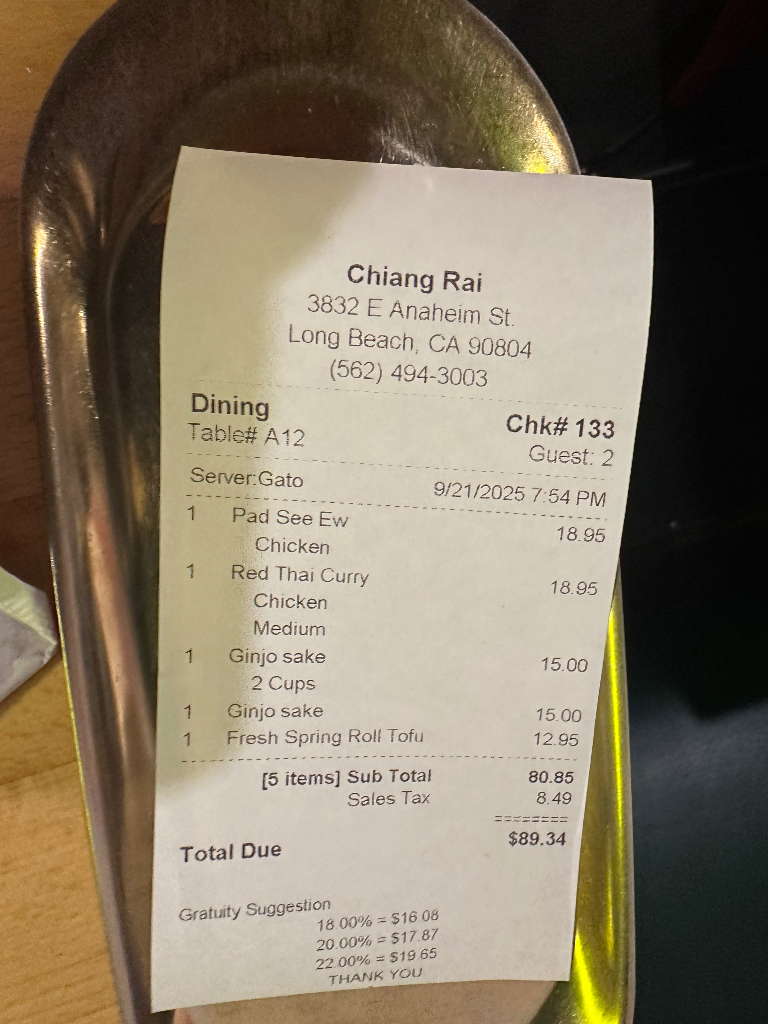 Chiang Rai
3832 E Anaheim St.
Long Beach, CA 90804
(562) 494-3003
Dining Chk# 133
Table# A12 Guest: 2
Server:Gato 9/21/2025 7:54 PM
1 Pad See Ew 18.95
Chicken
1 Red Thai Curry 18.95
Chicken
Medium
1 Ginjo sake 15.00
2 Cups
1 Ginjo sake 15.00
1 Fresh Spring Roll Tofu 12.95
[5 items] Sub Total 80.85
Sales Tax 8.49
========
Total Due $89.34
Gratuity Suggestion
18.00% = $16.08
20.00% = $17.87
22.00% = $19.65
THANK YOU